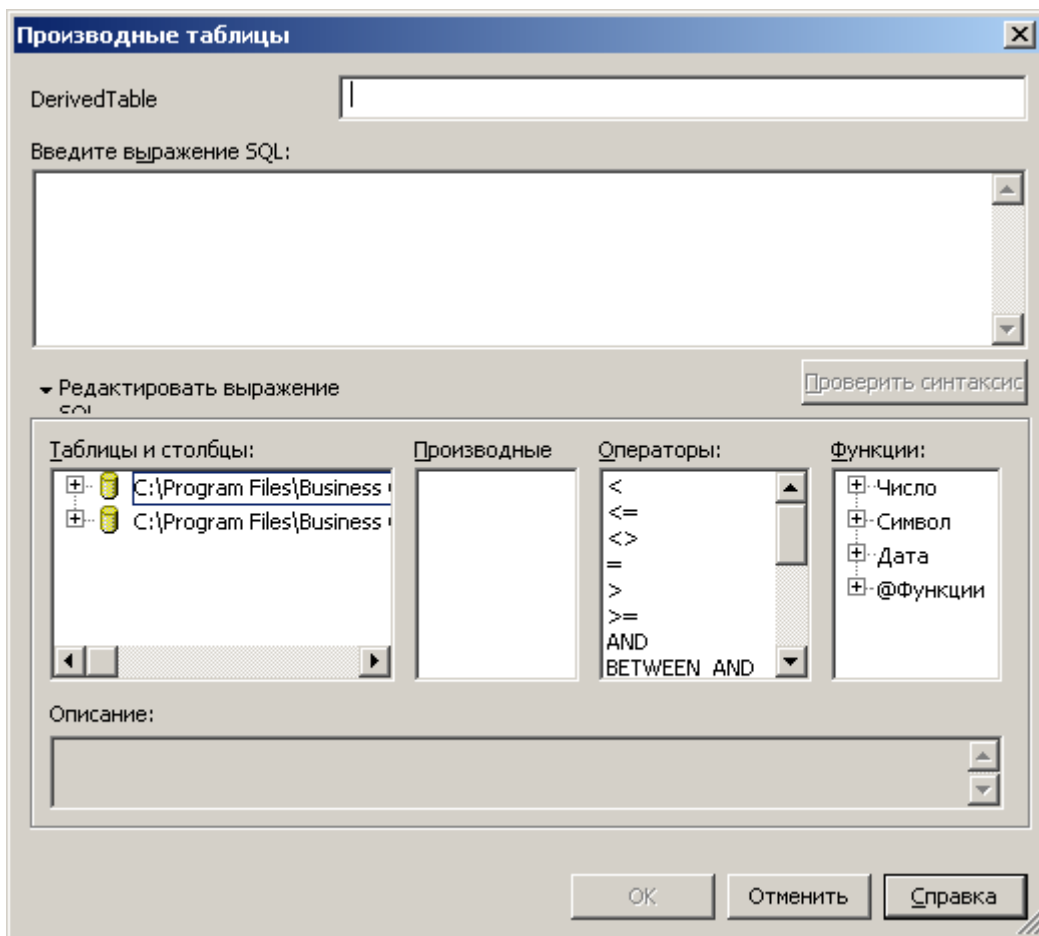 Производные таблицы
DerivedTable
Введите выражение SQL:
Редактировать выражение
SQL
Проверить синтаксис
Таблицы и столбцы:
Производные
Операторы:
Функции:
C:\Program Files\Business
C:\Program Files\Business
<
<=
<>
=
>
>=
AND
BETWEEN AND
Число
Символ
Дата
@Функции
Описание:
OK
Отменить
Справка